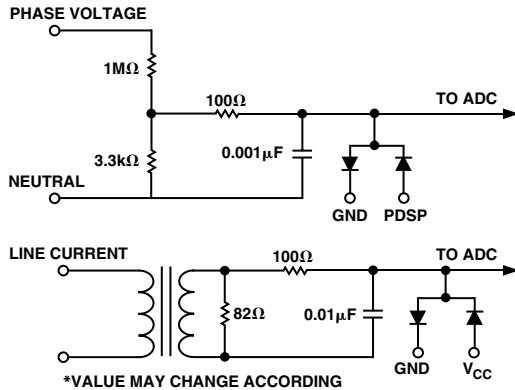 PHASE VOLTAGE
1MΩ
100Ω
TO ADC
3.3kΩ
0.001µF
NEUTRAL
GND
PDSP
LINE CURRENT
100Ω
TO ADC
82Ω
0.01µF
GND
VCC
*VALUE MAY CHANGE ACCORDING